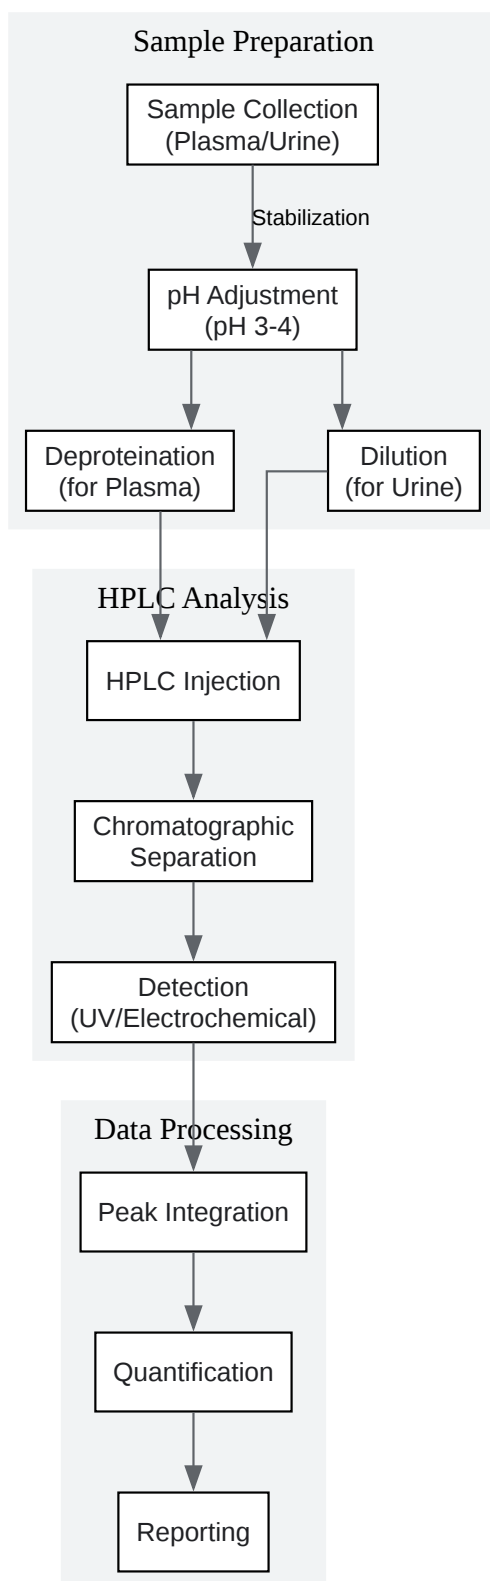 Sample Preparation
Sample Collection
(Plasma/Urine)
Stabilization
pH Adjustment
(pH 3-4)
Deproteination
(for Plasma)
Dilution
(for Urine)
HPLC Analysis
HPLC Injection
Chromatographic
Separation
Detection
(UV/Electrochemical)
Data Processing
Peak Integration
Quantification
Reporting